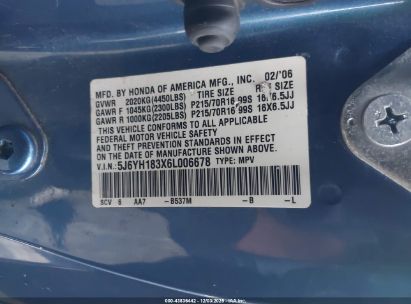 MFD. BY HONDA OF AMERICA MFG., INC. 02/'06
GVWR 2020KG(4450LBS) TIRE SIZE RIM SIZE
GAWR F 1045KG(2300LBS) P215/70R16 99S 16X6.5JJ
GAWR R 1000KG(2205LBS) P215/70R16 99S 16X6.5JJ
THIS VEHICLE CONFORMS TO ALL APPLICABLE
FEDERAL MOTOR VEHICLE SAFETY
AND THEFT PREVENTION STANDARDS IN EFFECT
ON THE DATE OF MANUFACTURE SHOWN ABOVE.
V.I.N. 5J6YH183X6L006678 TYPE: MPV
SCV 6 AA7 -B537M -B -L